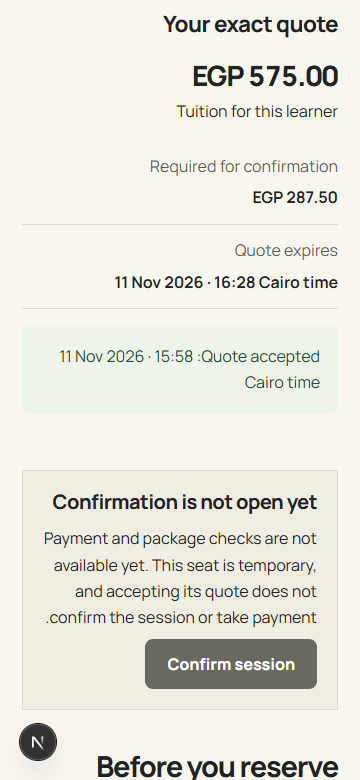 Your exact quote
EGP 575.00
Tuition for this learner
Required for confirmation
EGP 287.50
Quote expires
11 Nov 2026 · 16:28 Cairo time
11 Nov 2026 · 15:58 :Quote accepted
Cairo time
Confirmation is not open yet
Payment and package checks are not
available yet. This seat is temporary,
and accepting its quote does not
.confirm the session or take payment
Confirm session
N
Before you reserve